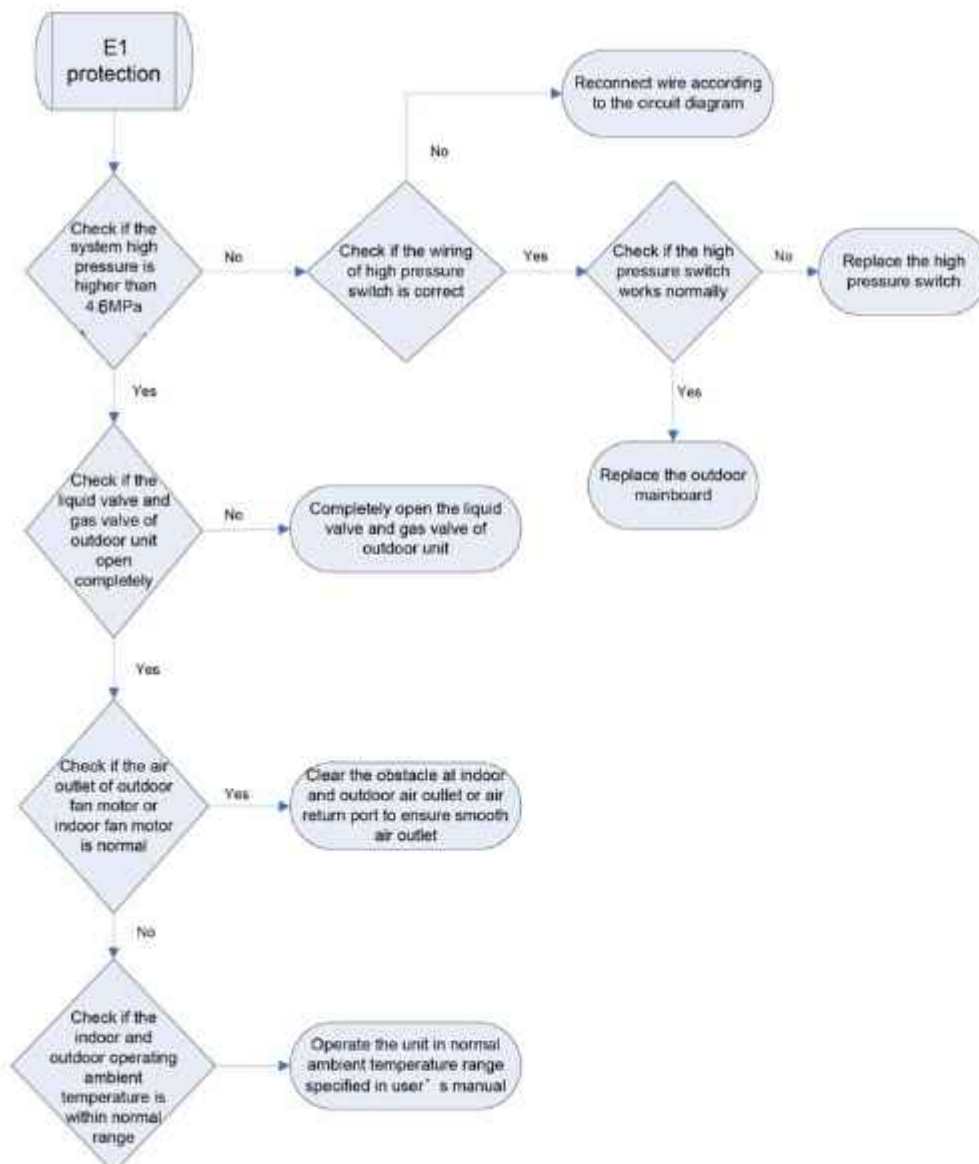 E1
protection
Reconnect wire according
to the circuit diagram
No
Check if the
system high
pressure is
higher than
4.6MPa
No
Check if the wiring
of high pressure
switch is correct
Yes
Check if the high
pressure switch
works normally
No
Replace the high
pressure switch
Yes
Yes
Replace the outdoor
mainboard
Check if the
liquid valve and
gas valve of
outdoor unit
open
completely
No
Completely open the liquid
valve and gas valve of
outdoor unit
Yes
Check if the air
outlet of outdoor
fan motor or
indoor fan motor
is normal
Yes
Clear the obstacle at indoor
and outdoor air outlet or air
return port to ensure smooth
air outlet
No
Check if the
indoor and
outdoor operating
ambient
temperature is
within normal
range
Operate the unit in normal
ambient temperature range
specified in user's manual